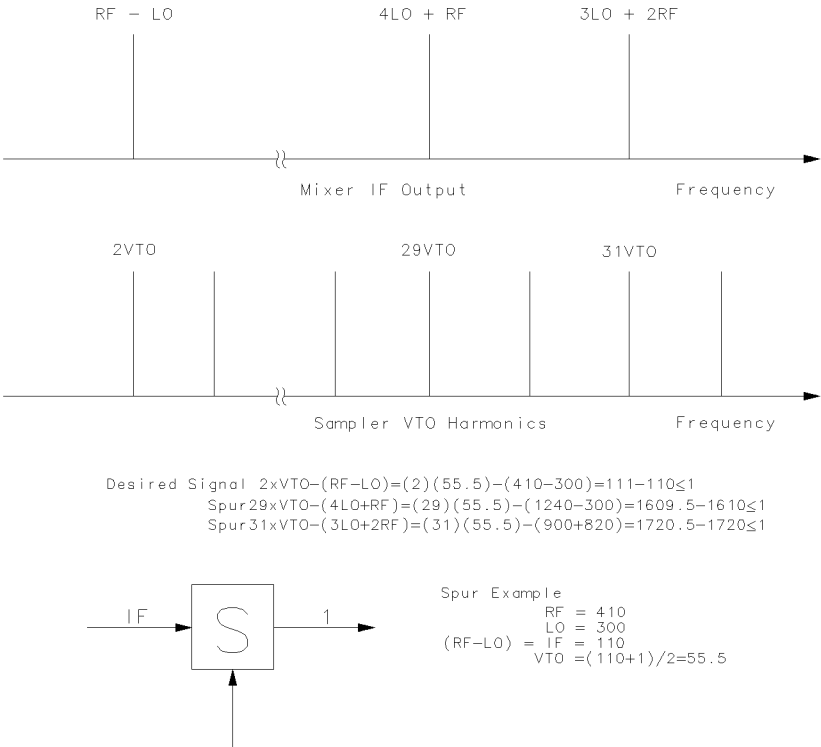 RF - LO 4LO + RF 3LO + 2RF
Mixer IF Output Frequency
2VTO 29VTO 31VTO
Sampler VTO Harmonics Frequency
Desired Signal 2xVTO-(RF-LO)=(2)(55.5)-(410-300)=111-110≤1
Spur29xVTO-(4LO+RF)=(29)(55.5)-(1240-300)=1609.5-1610≤1
Spur31xVTO-(3LO+2RF)=(31)(55.5)-(900+820)=1720.5-1720≤1
IF S 1
Spur Example
RF = 410
LO = 300
(RF-LO) = IF = 110
VTO =(110+1)/2=55.5